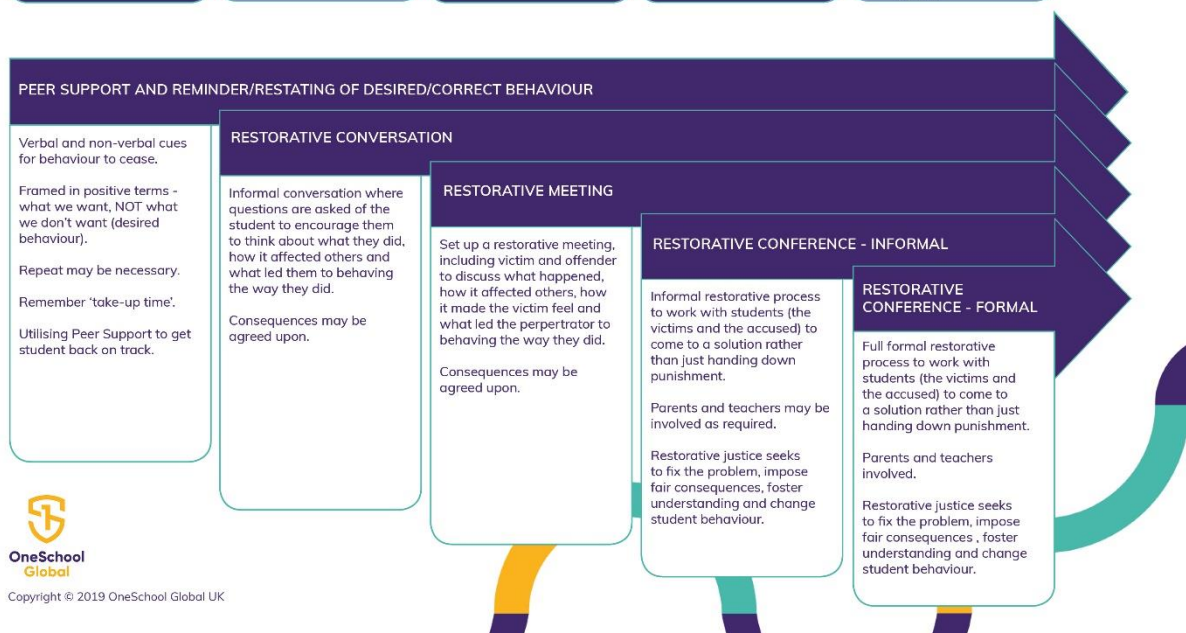 PEER SUPPORT AND REMINDER/RESTATING OF DESIRED/CORRECT BEHAVIOUR
Verbal and non-verbal cues
for behaviour to cease.
Framed in positive terms -
what we want, NOT what
we don't want (desired
behaviour).
Repeat may be necessary.
Remember 'take-up time'.
Utilising Peer Support to get
student back on track.
RESTORATIVE CONVERSATION
Informal conversation where
questions are asked of the
student to encourage them
to think about what they did,
how it affected others and
what led them to behaving
the way they did.
Consequences may be
agreed upon.
RESTORATIVE MEETING
Set up a restorative meeting,
including victim and offender
to discuss what happened,
how it affected others, how
it made the victim feel and
what led the perpertrator to
behaving the way they did.
Consequences may be
agreed upon.
RESTORATIVE CONFERENCE - INFORMAL
Informal restorative process
to work with students (the
victims and the accused) to
come to a solution rather
than just handing down
punishment.
Parents and teachers may be
involved as required.
Restorative justice seeks
to fix the problem, impose
fair consequences, foster
understanding and change
student behaviour.
RESTORATIVE
CONFERENCE - FORMAL
Full formal restorative
process to work with
students (the victims and
the accused) to come to
a solution rather than just
handing down punishment.
Parents and teachers
involved.
Restorative justice seeks
to fix the problem, impose
fair consequences , foster
understanding and change
student behaviour.
OneSchool
Global
Copyright © 2019 OneSchool Global UK